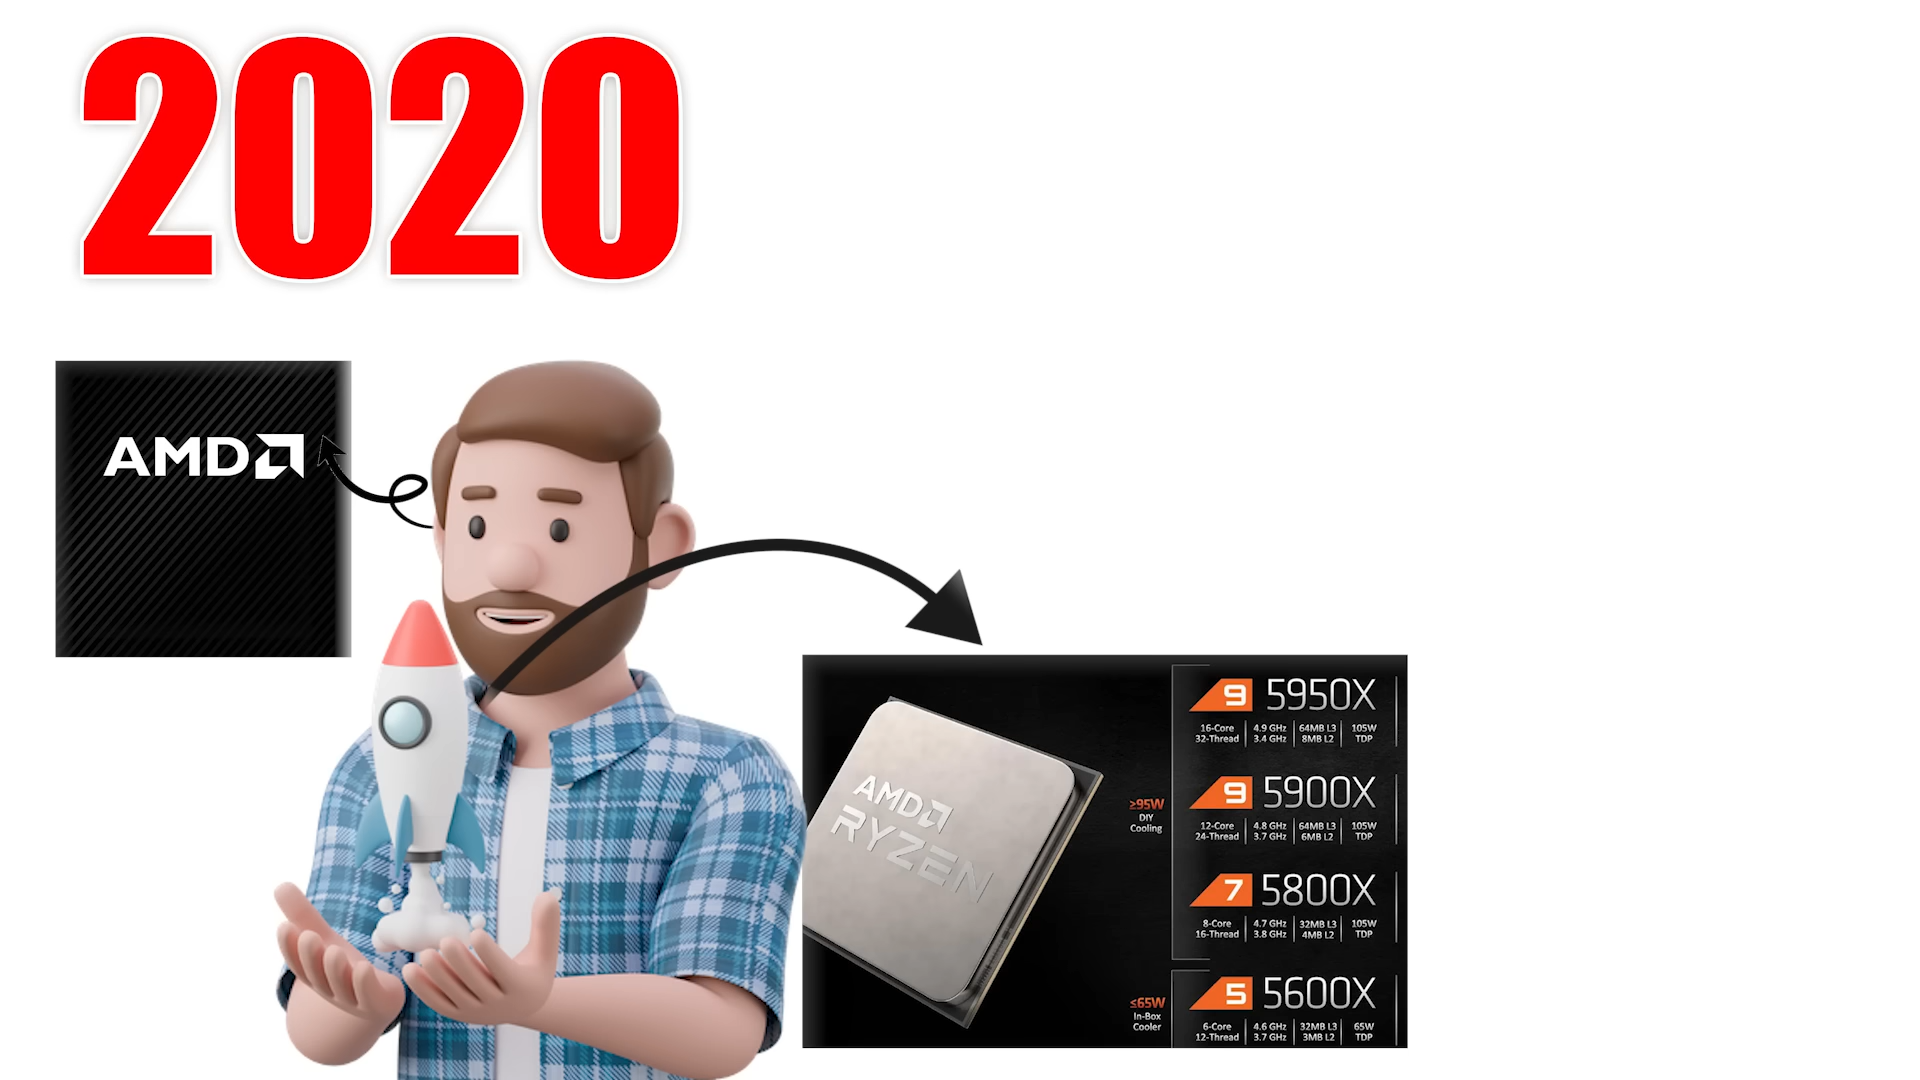 2020
AMD
AMD
RYZEN
9 5950X
16-Core 4.9 GHz 64MB L3 105W
32-Thread 3.4 GHz 8MB L2 TDP
9 5900X
12-Core 4.8 GHz 64MB L3 105W
24-Thread 3.7 GHz 6MB L2 TDP
≥95W
DIY
Cooling
7 5800X
8-Core 4.7 GHz 32MB L3 105W
16-Thread 3.8 GHz 4MB L2 TDP
5 5600X
6-Core 4.6 GHz 32MB L3 65W
12-Thread 3.7 GHz 3MB L2 TDP
≤65W
In-Box
Cooler